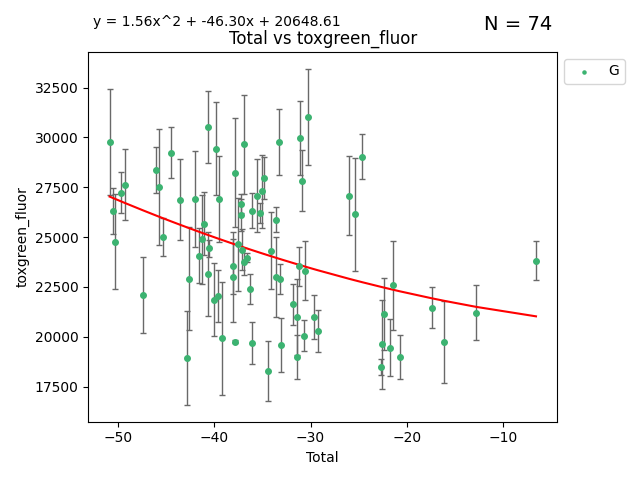 y = 1.56x^2 + -46.30x + 20648.61
N = 74
Total vs toxgreen_fluor
G
toxgreen_fluor
32500
30000
27500
25000
22500
20000
17500
−50
−40
−30
−20
−10
Total